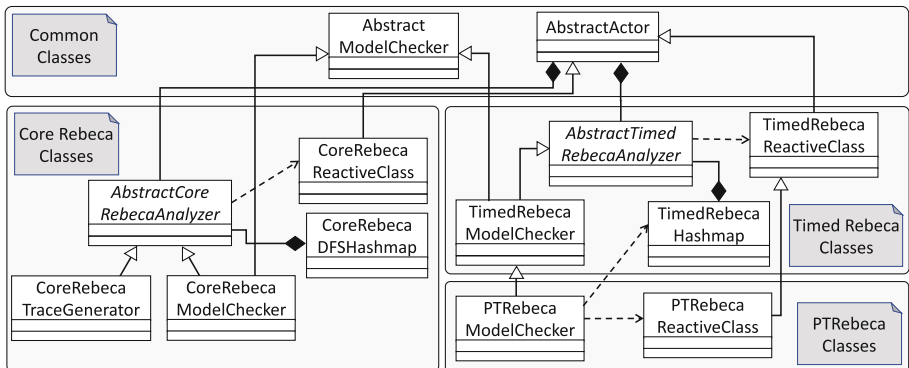 Common
Classes
Abstract
ModelChecker
AbstractActor
Core Rebeca
Classes
CoreRebeca
ReactiveClass
AbstractCore
RebecaAnalyzer
CoreRebeca
DFSHashmap
CoreRebeca
TraceGenerator
CoreRebeca
ModelChecker
AbstractTimed
RebecaAnalyzer
TimedRebeca
ReactiveClass
TimedRebeca
ModelChecker
TimedRebeca
Hashmap
Timed Rebeca
Classes
PTRebeca
ModelChecker
PTRebeca
ReactiveClass
PTRebeca
Classes